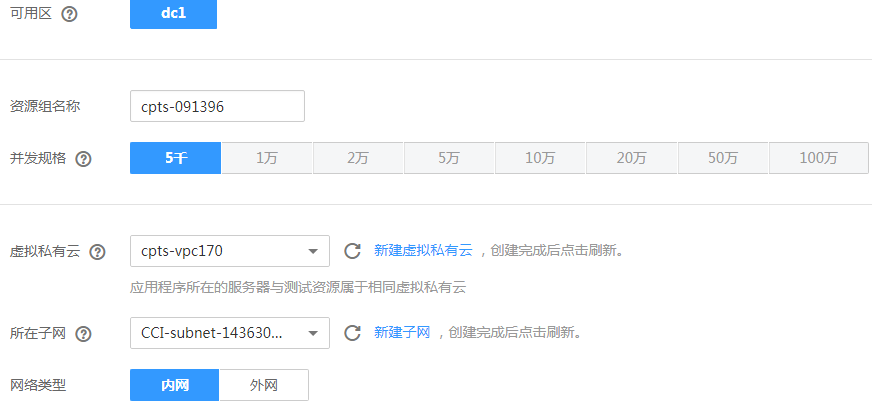 可用区 ? dc1
资源组名称 cpts-091396
并发规格 ? 5千 1万 2万 5万 10万 20万 50万 100万
虚拟私有云 ? cpts-vpc170 新建虚拟私有云 ，创建完成后点击刷新。
应用程序所在的服务器与测试资源属于相同虚拟私有云
所在子网 ? CCI-subnet-143630... 新建子网 ，创建完成后点击刷新。
网络类型 内网 外网